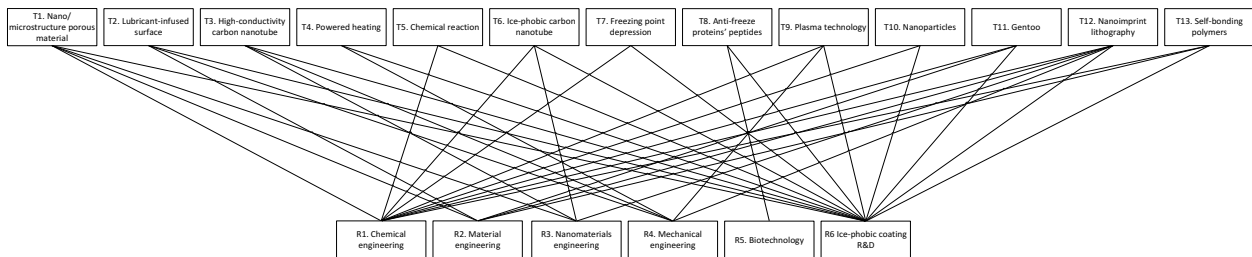 T1. Nano/
microstructure porous
material
T2. Lubricant-infused
surface
T3. High-conductivity
carbon nanotube
T4. Powered heating
T5. Chemical reaction
T6. Ice-phobic carbon
nanotube
T7. Freezing point
depression
T8. Anti-freeze
proteins' peptides
T9. Plasma technology
T10. Nanoparticles
T11. Gentoo
T12. Nanoimprint
lithography
T13. Self-bonding
polymers
R1. Chemical
engineering
R2. Material
engineering
R3. Nanomaterials
engineering
R4. Mechanical
engineering
R5. Biotechnology
R6 Ice-phobic coating
R&D